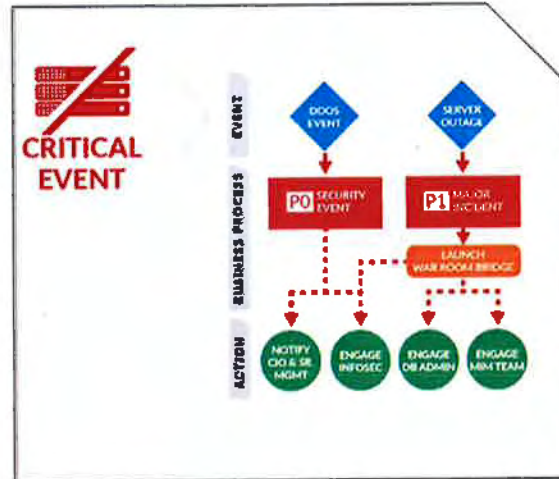 CRITICAL
EVENT
EVENT
DDOS
EVENT
SERVER
OUTAGE
BUSINESS PROCESS
P0 SECURITY
EVENT
P1 MAJOR
INCIDENT
LAUNCH
WAR ROOM BRIDGE
ACTION
NOTIFY
CIO & SR.
MGMT
ENGAGE
INFOSEC
ENGAGE
DB ADMIN
ENGAGE
MIM TEAM